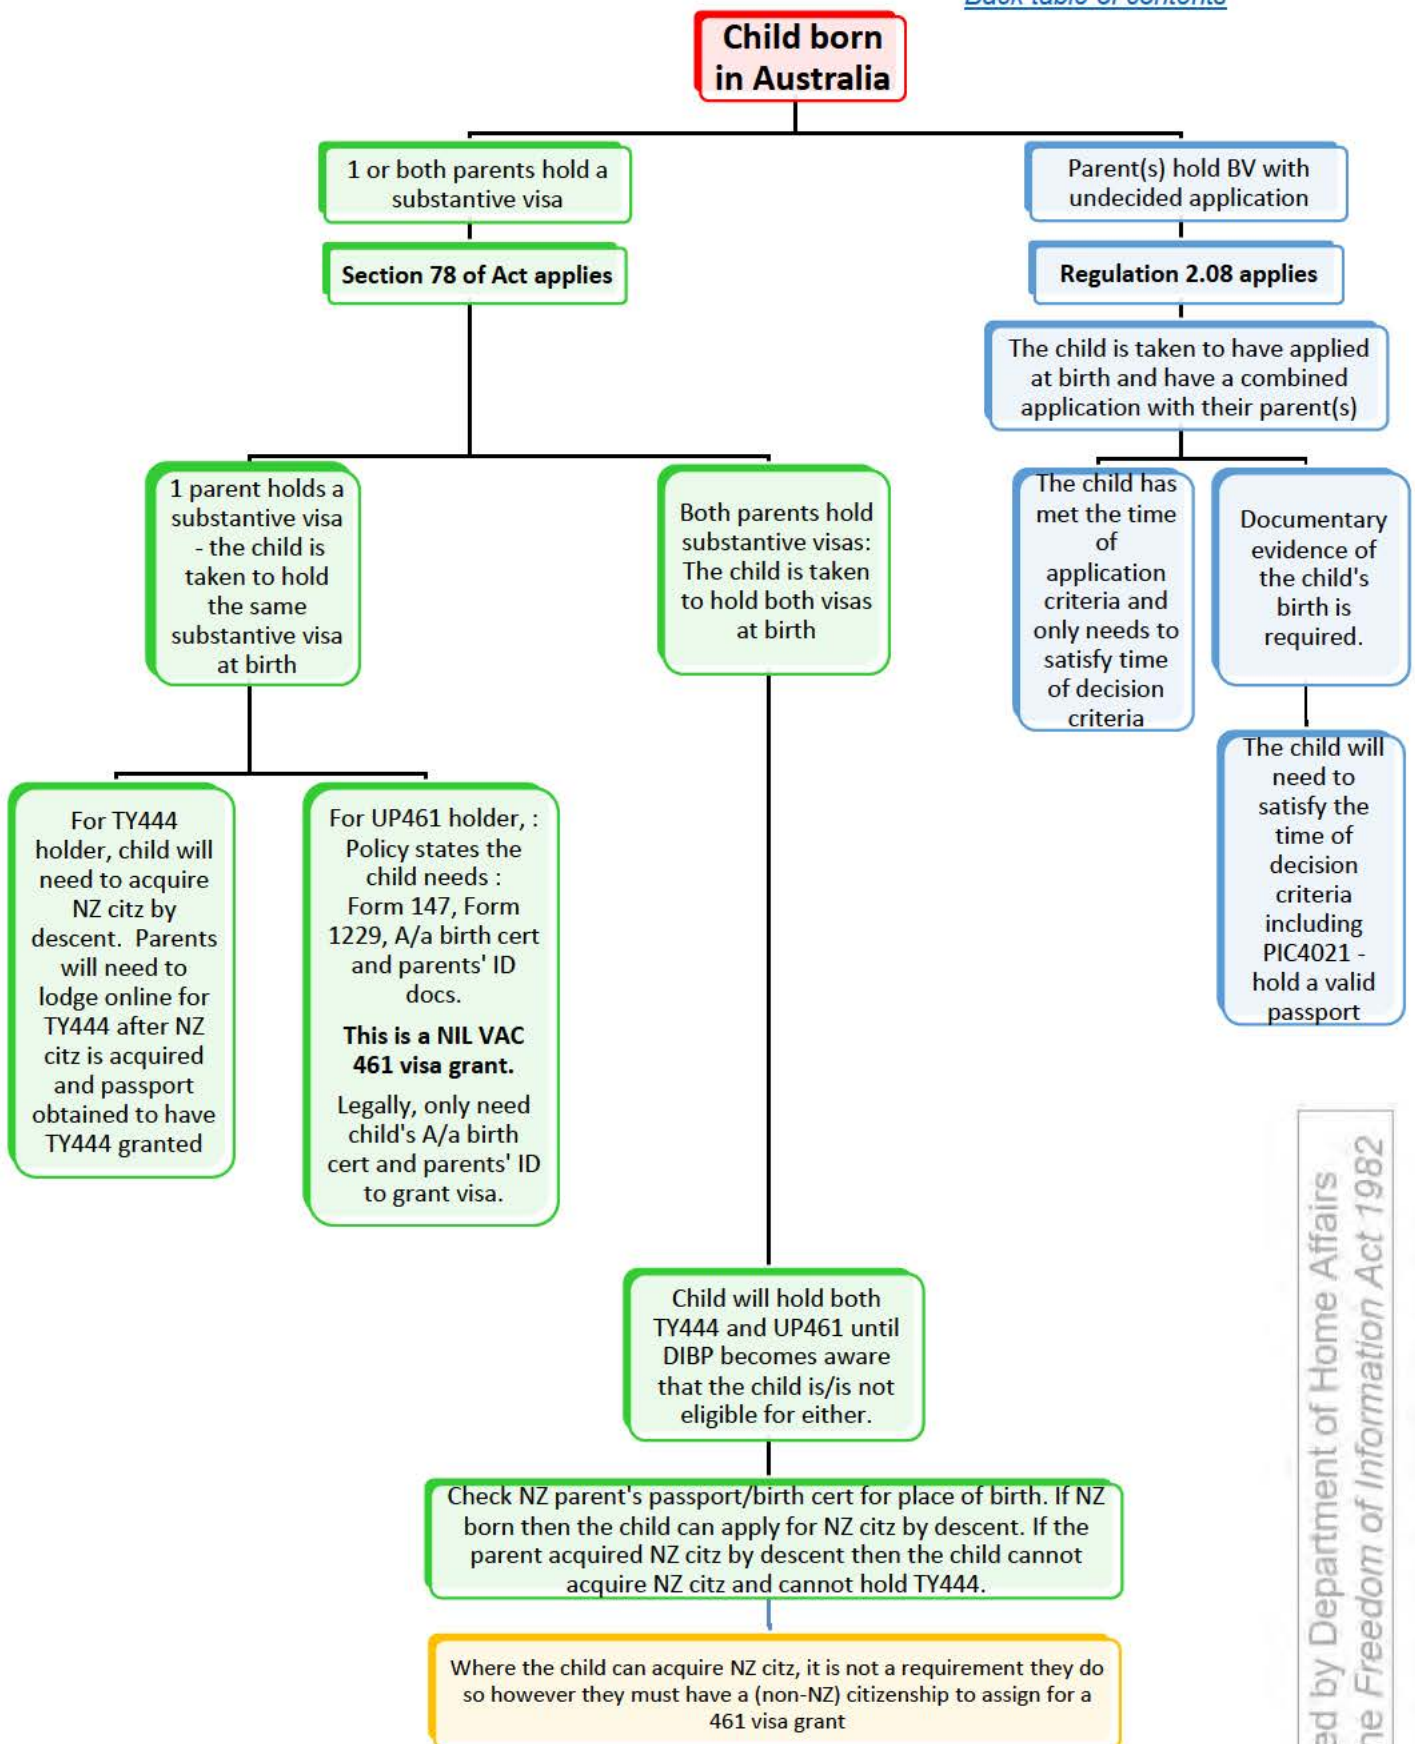 Back table of contents
Child born
in Australia
1 or both parents hold a
substantive visa
Section 78 of Act applies
Parent(s) hold BV with
undecided application
Regulation 2.08 applies
The child is taken to have applied
at birth and have a combined
application with their parent(s)
1 parent holds a
substantive visa
- the child is
taken to hold
the same
substantive visa
at birth
Both parents hold
substantive visas:
The child is taken
to hold both visas
at birth
The child has
met the time
of
application
criteria and
only needs to
satisfy time
of decision
criteria
Documentary
evidence of
the child's
birth is
required.
The child will
need to
satisfy the
time of
decision
criteria
including
PIC4021 -
hold a valid
passport
For TY444
holder, child will
need to acquire
NZ citz by
descent. Parents
will need to
lodge online for
TY444 after NZ
citz is acquired
and passport
obtained to have
TY444 granted
For UP461 holder, :
Policy states the
child needs :
Form 147, Form
1229, A/a birth cert
and parents' ID
docs.
This is a NIL VAC
461 visa grant.
Legally, only need
child's A/a birth
cert and parents' ID
to grant visa.
Child will hold both
TY444 and UP461 until
DIBP becomes aware
that the child is/is not
eligible for either.
Check NZ parent's passport/birth cert for place of birth. If NZ
born then the child can apply for NZ citz by descent. If the
parent acquired NZ citz by descent then the child cannot
acquire NZ citz and cannot hold TY444.
Where the child can acquire NZ citz, it is not a requirement they do
so however they must have a (non-NZ) citizenship to assign for a
461 visa grant
by Department of Home Affairs
Freedom of Information Act 1982